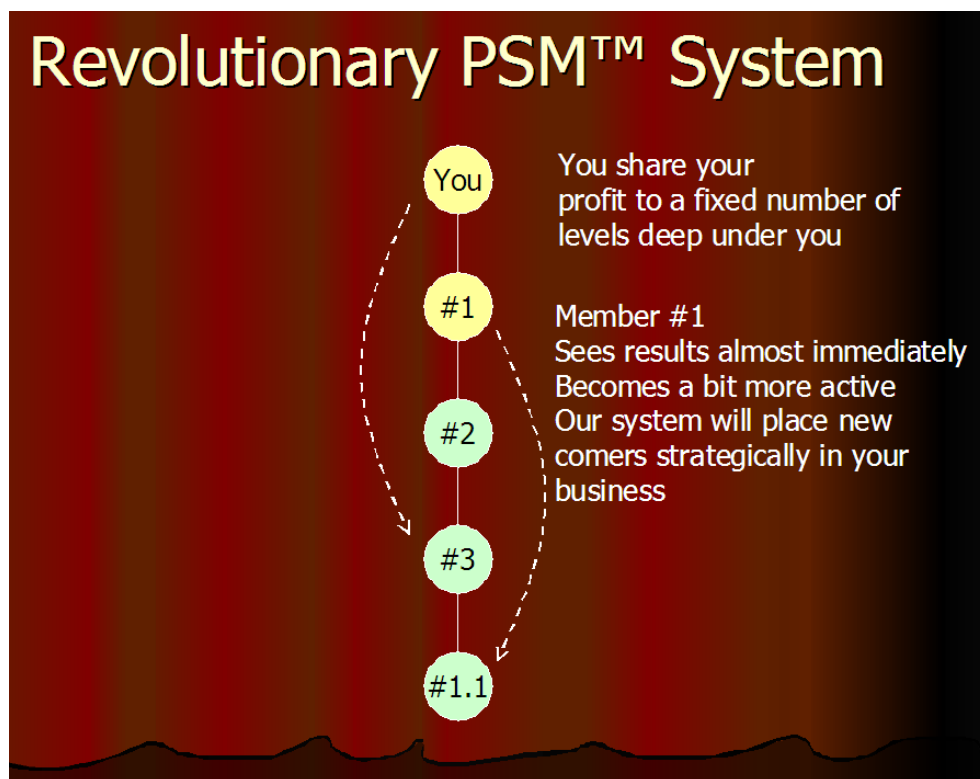 Revolutionary PSM™ System
You
You share your
profit to a fixed number of
levels deep under you
#1
Member #1
Sees results almost immediately
Becomes a bit more active
Our system will place new
comers strategically in your
business
#2
#3
#1.1